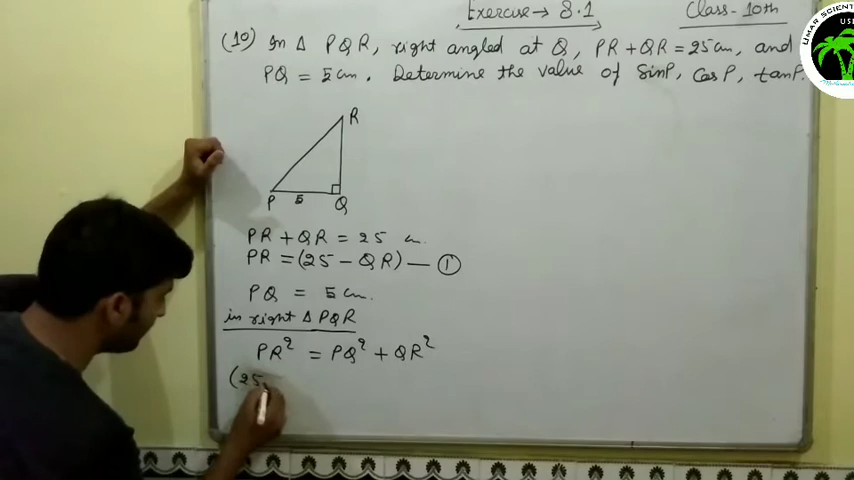 Exercise → 8.1
Class - 10th
UMAR SCIEN
(10) In Δ PQR, right angled at Q, PR + QR = 25 cm, and
PQ = 5 cm. Determine the value of SinP, CosP, tanP.
R
P 5 Q
PR + QR = 25 cm.
PR = (25 - QR) — ①
PQ = 5 cm.
in right Δ PQR
PR² = PQ² + QR²
(25